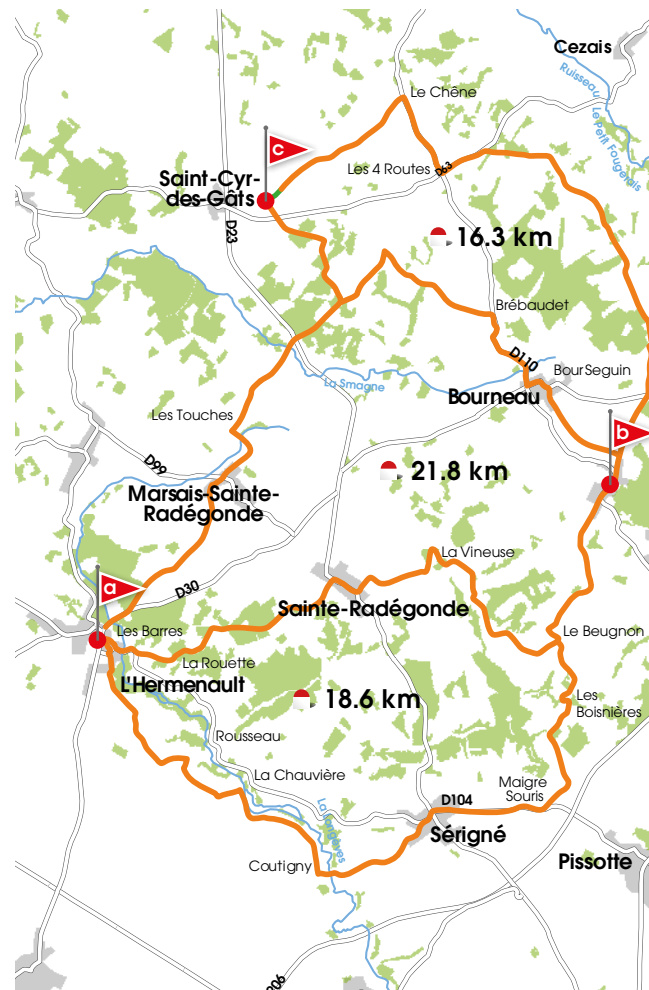 Cezais
Ruisseau Le Petit Fougerais
Le Chêne
c
Les 4 Routes
D63
Saint-Cyr-
des-Gâts
D23
16.3 km
Brébaudet
D110
BourSeguin
La Smagne
Bourneau
Les Touches
b
D99
21.8 km
Marsais-Sainte-
Radégonde
La Vineuse
a
D30
Sainte-Radégonde
Les Barres
Le Beugnon
La Rouette
L'Hermenault
18.6 km
Les
Boisnières
Rousseau
La Chauvière
Maigre
Souris
D104
Sérigné
Pissotte
Coutigny